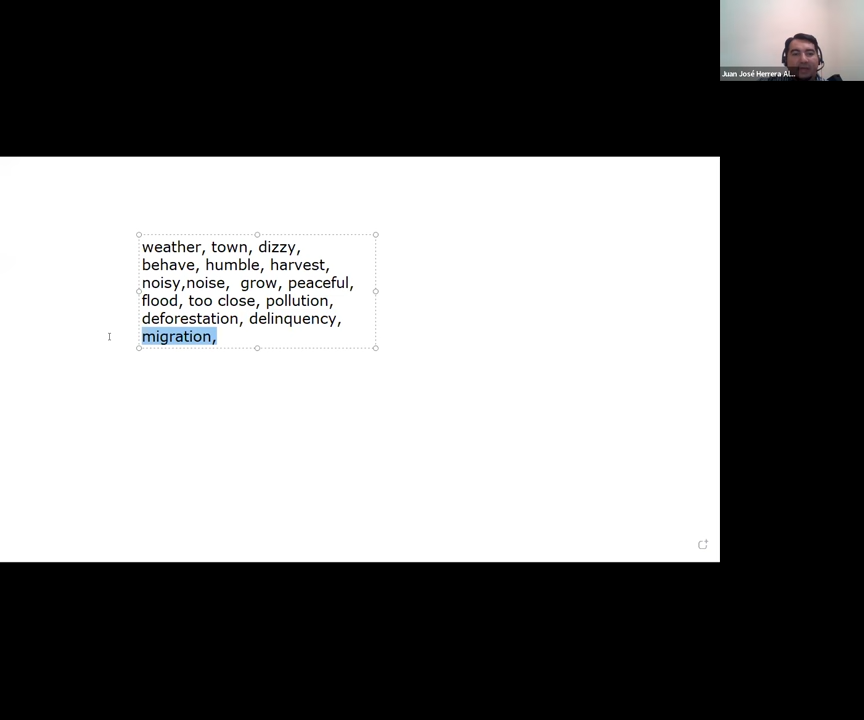 Juan José Herrera Al...
weather, town, dizzy,
behave, humble, harvest,
noisy,noise,  grow, peaceful,
flood, too close, pollution,
deforestation, delinquency,
migration,